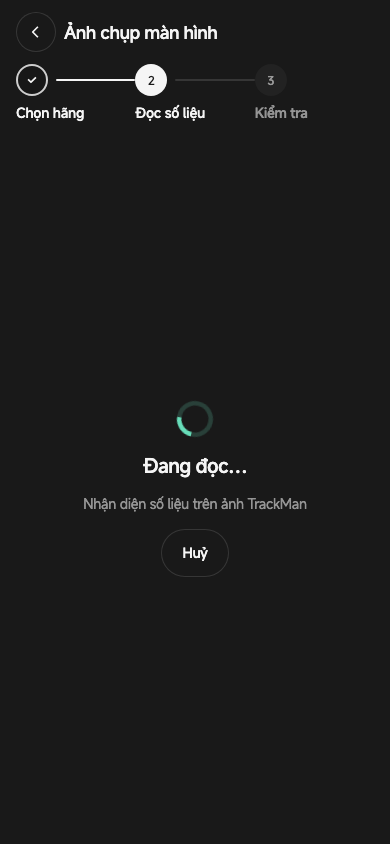 Ảnh chụp màn hình
2
3
Chọn hãng
Đọc số liệu
Kiểm tra
Đang đọc...
Nhận diện số liệu trên ảnh TrackMan
Huỷ